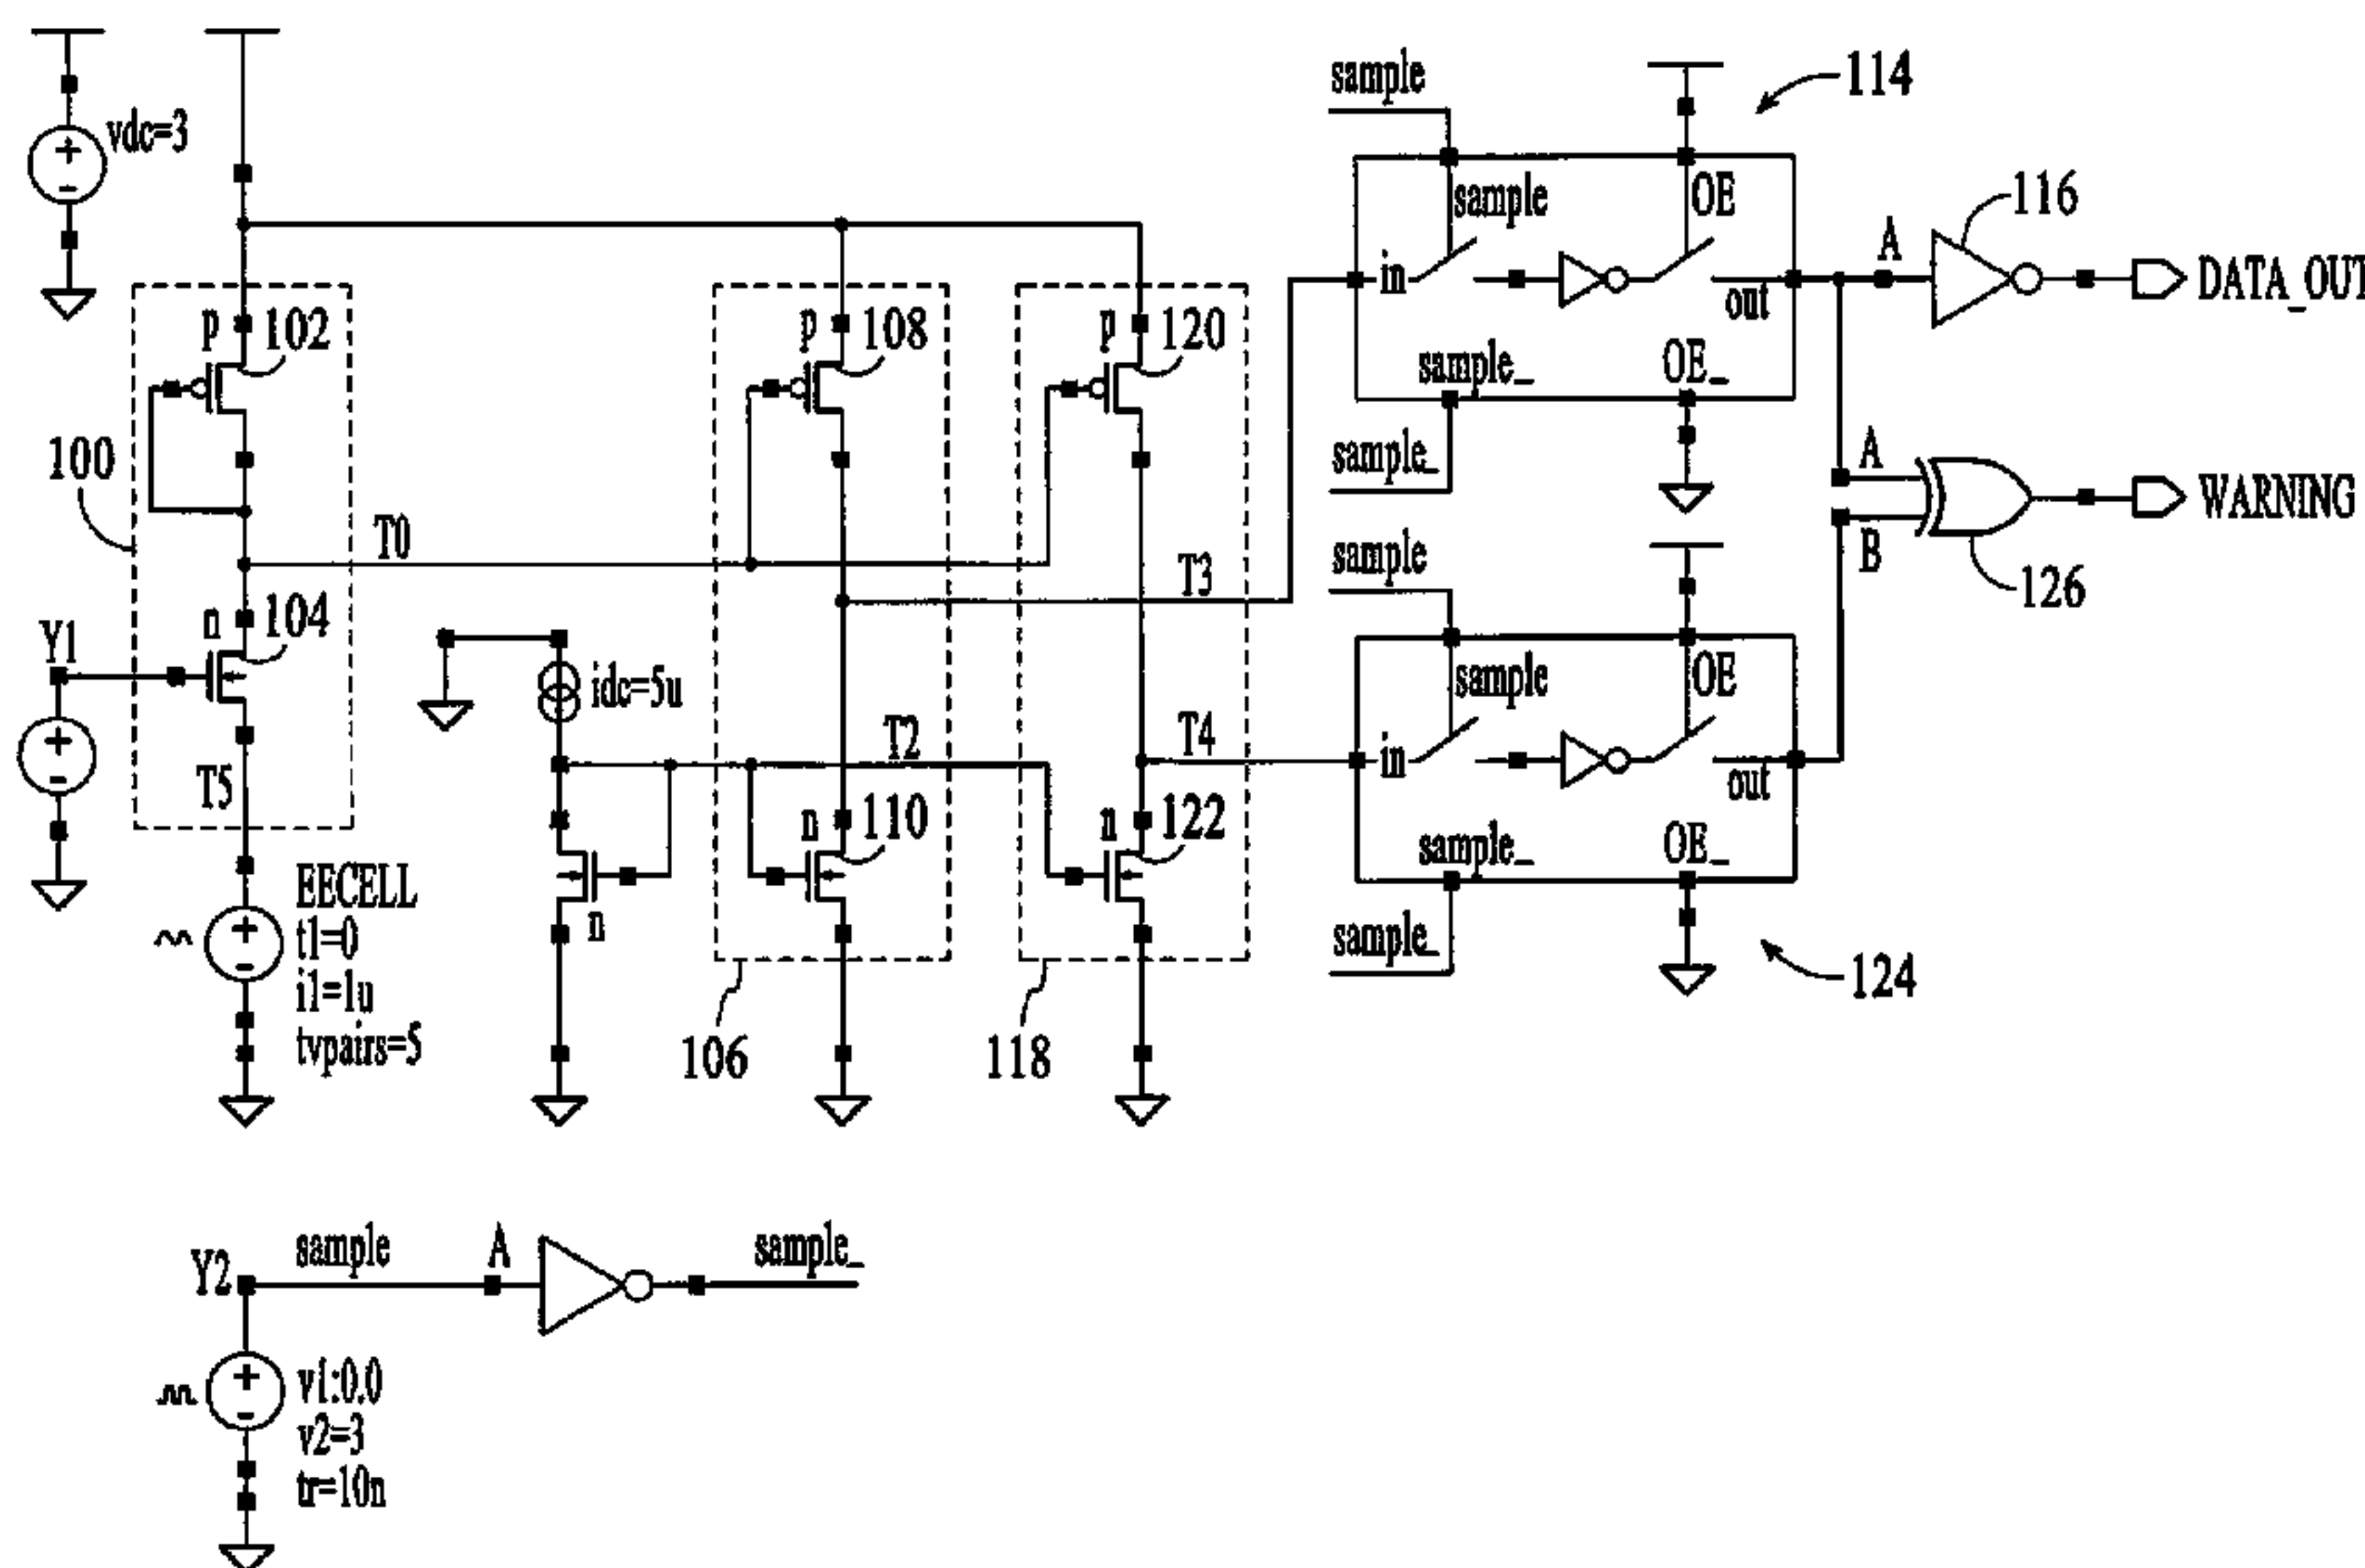 vdc=3
P
102
100
T0
n
104
Y1
T5
EECELL
t1=0
i1=1u
tvpairs=5
idc=5u
n
P
108
T2
n
110
106
P
120
T3
T4
n
122
118
sample
114
sample
OE
in
out
sample_
OE_
sample_
A
116
DATA_OUT
A
B
126
WARNING
sample
sample
OE
in
out
sample_
OE_
sample_
124
Y2
sample
A
sample_
v1:0.0
v2=3
tr=10n